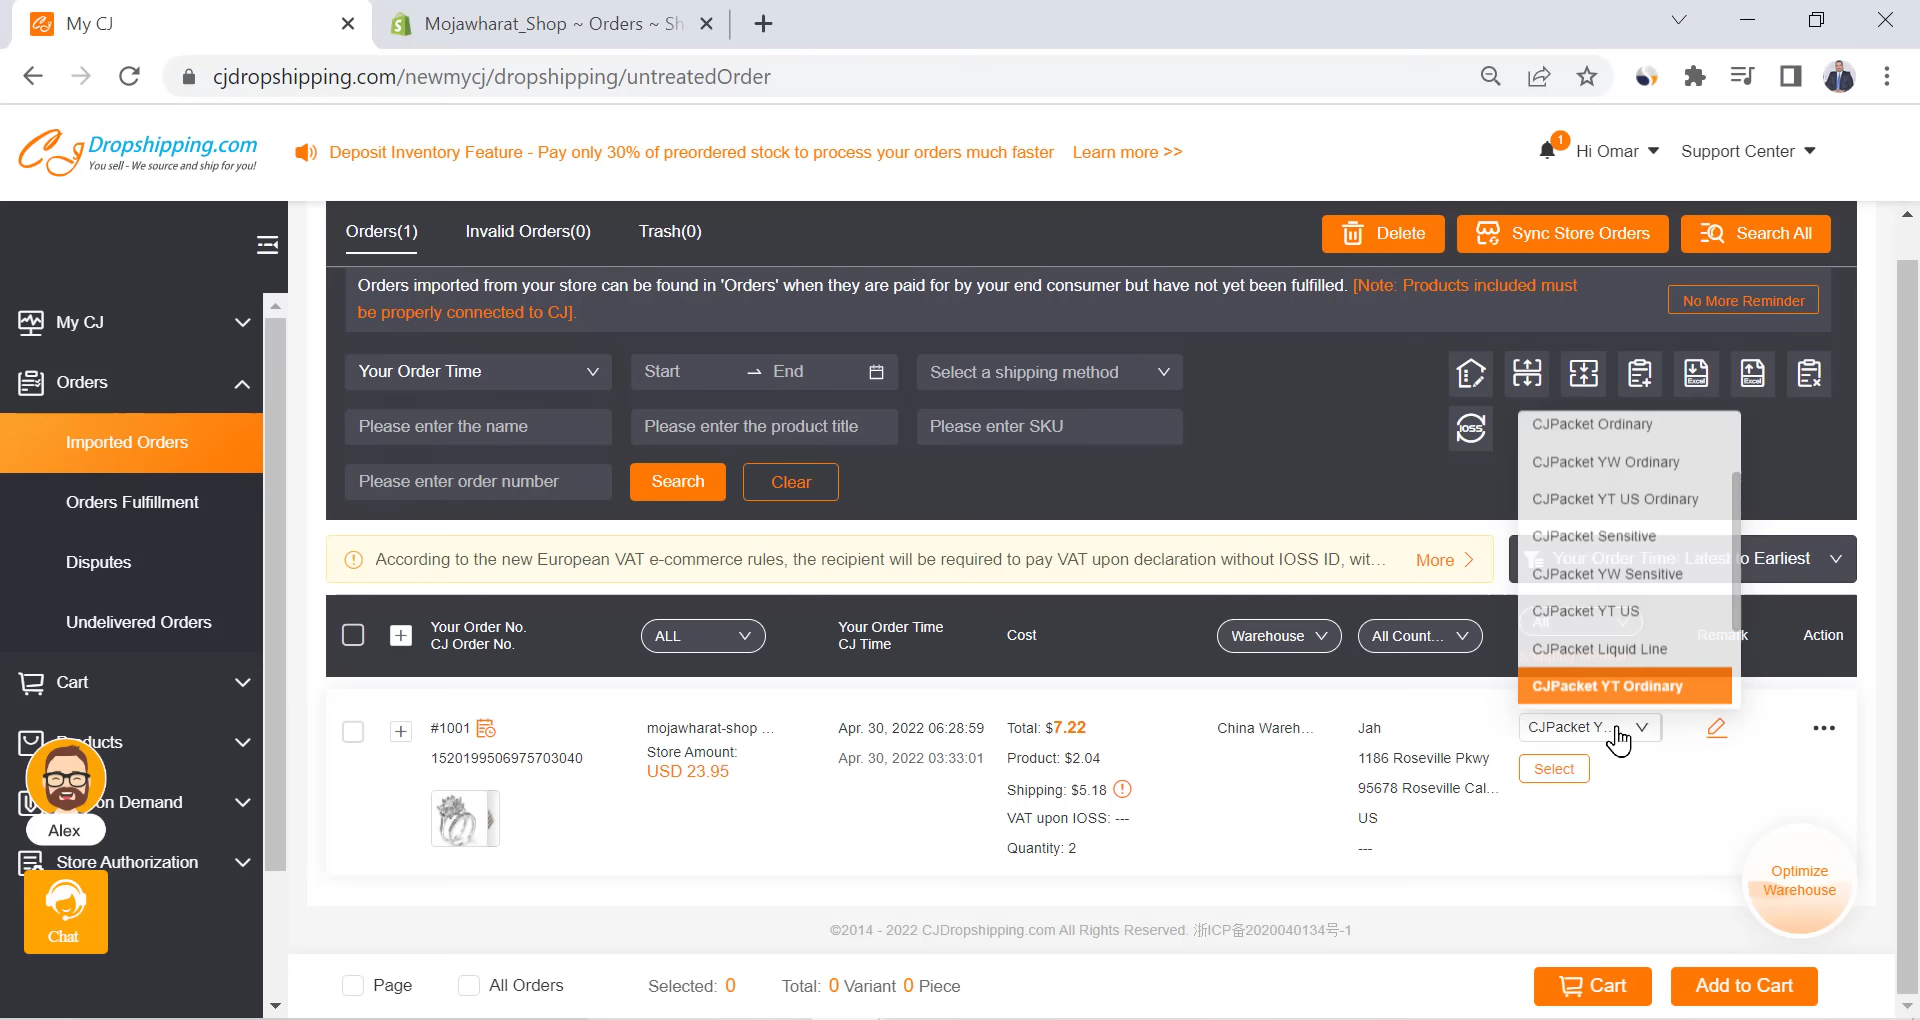 My CJ
Mojawharat_Shop ~ Orders ~ Sh
cjdropshipping.com/newmycj/dropshipping/untreatedOrder
CJ Dropshipping.com
You sell - We source and ship for you!
Deposit Inventory Feature - Pay only 30% of preordered stock to process your orders much faster Learn more >>
1
Hi Omar
Support Center
Orders(1)
Invalid Orders(0)
Trash(0)
Delete
Sync Store Orders
Search All
Orders imported from your store can be found in 'Orders' when they are paid for by your end consumer but have not yet been fulfilled. [Note: Products included must
be properly connected to CJ].
No More Reminder
My CJ
Orders
Imported Orders
Orders Fulfillment
Disputes
Undelivered Orders
Cart
on Demand
Alex
Store Authorization
Chat
Your Order Time
Start
End
Select a shipping method
Excel
Excel
Please enter the name
Please enter the product title
Please enter SKU
IOSS
Please enter order number
Search
Clear
CJPacket Ordinary
CJPacket YW Ordinary
CJPacket YT US Ordinary
CJPacket Sensitive
CJPacket YW Sensitive
CJPacket YT US
CJPacket Liquid Line
CJPacket YT Ordinary
According to the new European VAT e-commerce rules, the recipient will be required to pay VAT upon declaration without IOSS ID, wit...
More
Your Order Time: Latest to Earliest
Your Order No.
CJ Order No.
ALL
Your Order Time
CJ Time
Cost
Warehouse
All Count...
All
Remark
Action
#1001
1520199506975703040
mojawharat-shop ...
Store Amount:
USD 23.95
Apr. 30, 2022 06:28:59
Apr. 30, 2022 03:33:01
Total: $7.22
Product: $2.04
Shipping: $5.18
VAT upon IOSS: ---
Quantity: 2
China Wareh...
Jah
1186 Roseville Pkwy
95678 Roseville Cal...
US
---
CJPacket Y...
Select
Optimize
Warehouse
©2014 - 2022 CJDropshipping.com All Rights Reserved. 浙ICP备2020040134号-1
Page
All Orders
Selected: 0
Total: 0 Variant 0 Piece
Cart
Add to Cart